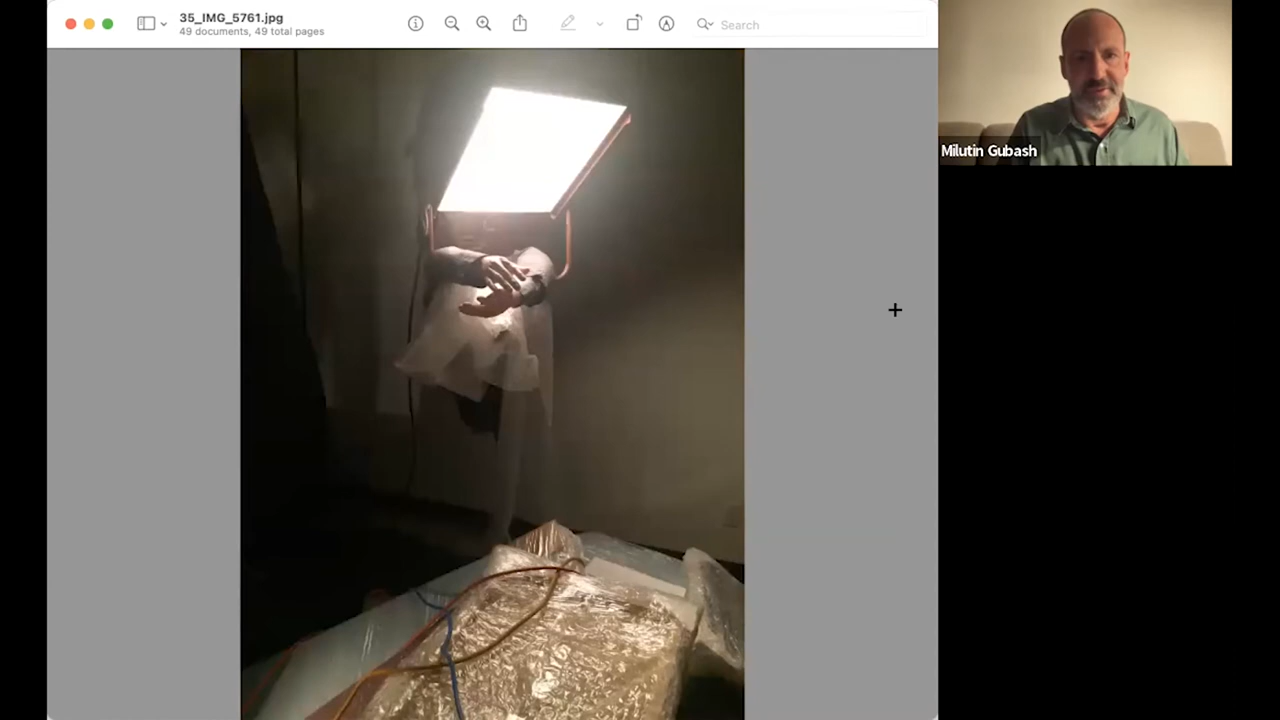 35_IMG_5761.jpg
49 documents, 49 total pages
Search
Milutin Gubash